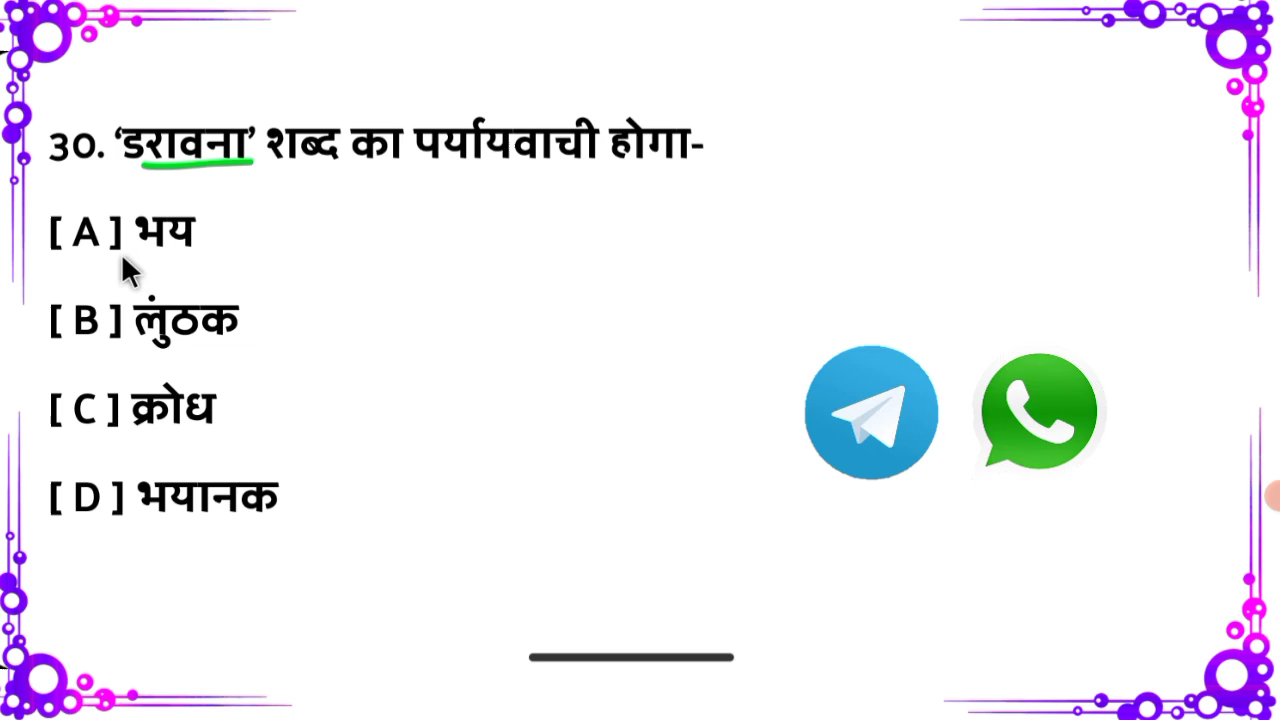 30. ‘डरावना’ शब्द का पर्यायवाची होगा-
[ A ] भय
[ B ] लुंठक
[ C ] क्रोध
[ D ] भयानक